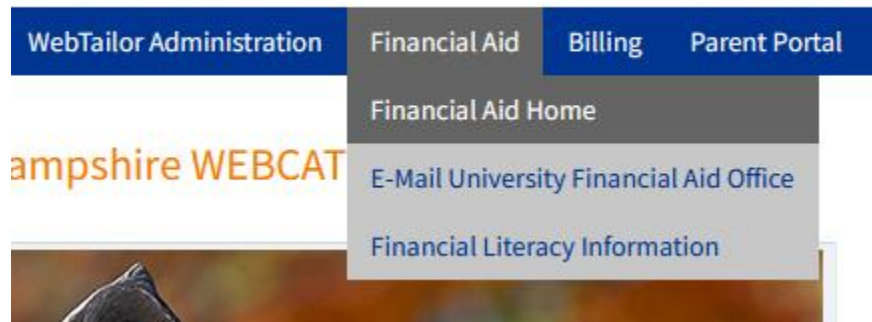 WebTailor Administration Financial Aid Billing Parent Portal
Financial Aid Home
ampshire WEBCAT
E-Mail University Financial Aid Office
Financial Literacy Information